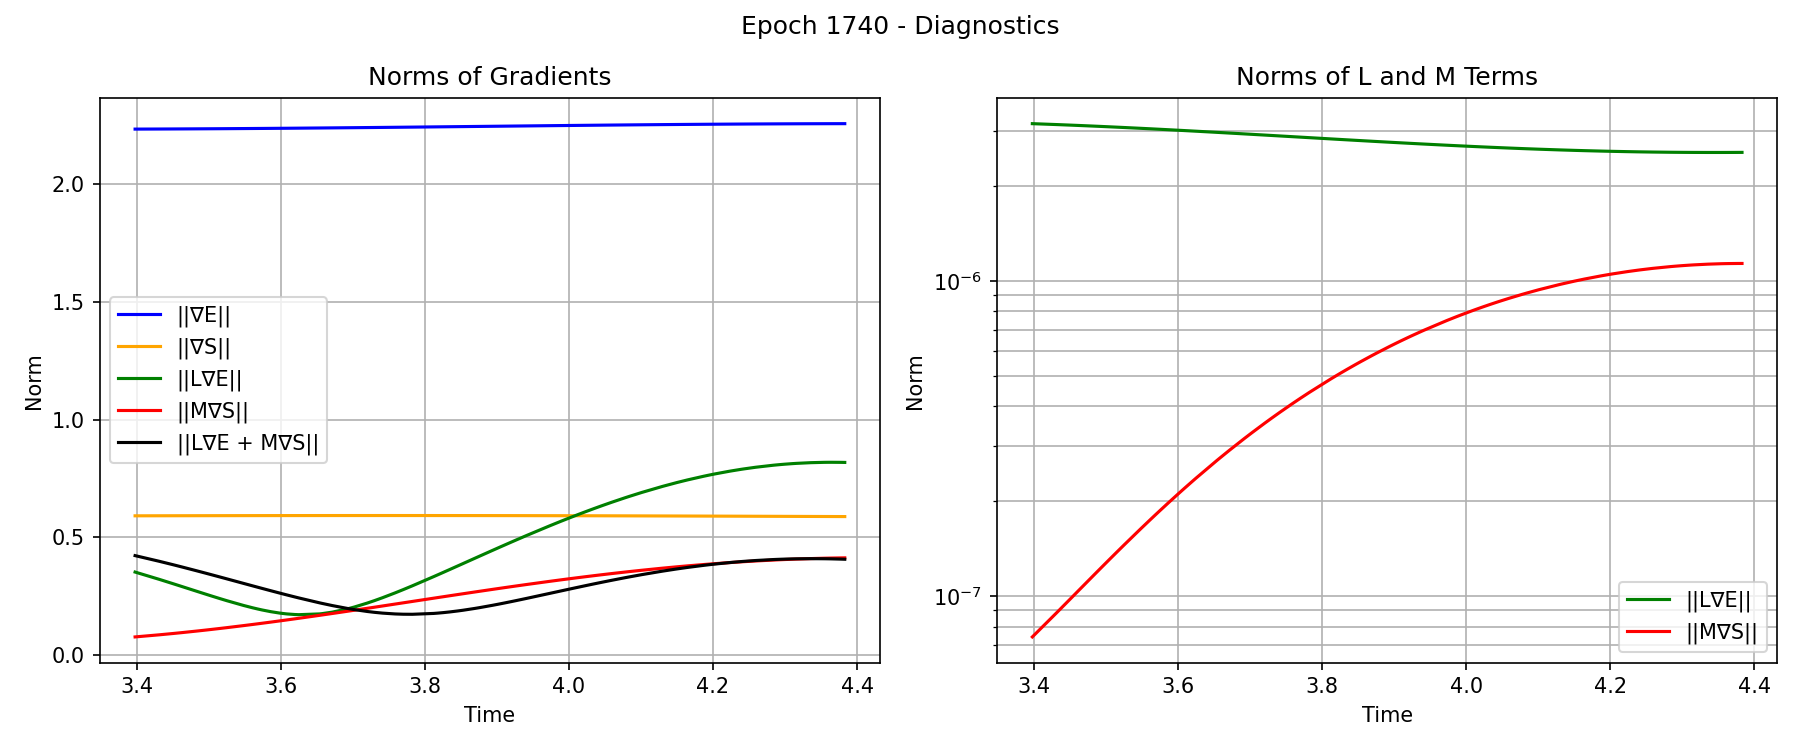 Epoch 1740 - Diagnostics
Norms of Gradients
Norm
2.0
1.5
1.0
0.5
0.0
||∇E||
||∇S||
||L∇E||
||M∇S||
||L∇E + M∇S||
3.4 3.6 3.8 4.0 4.2 4.4
Time
Norms of L and M Terms
Norm
10⁻⁶
10⁻⁷
||L∇E||
||M∇S||
3.4 3.6 3.8 4.0 4.2 4.4
Time